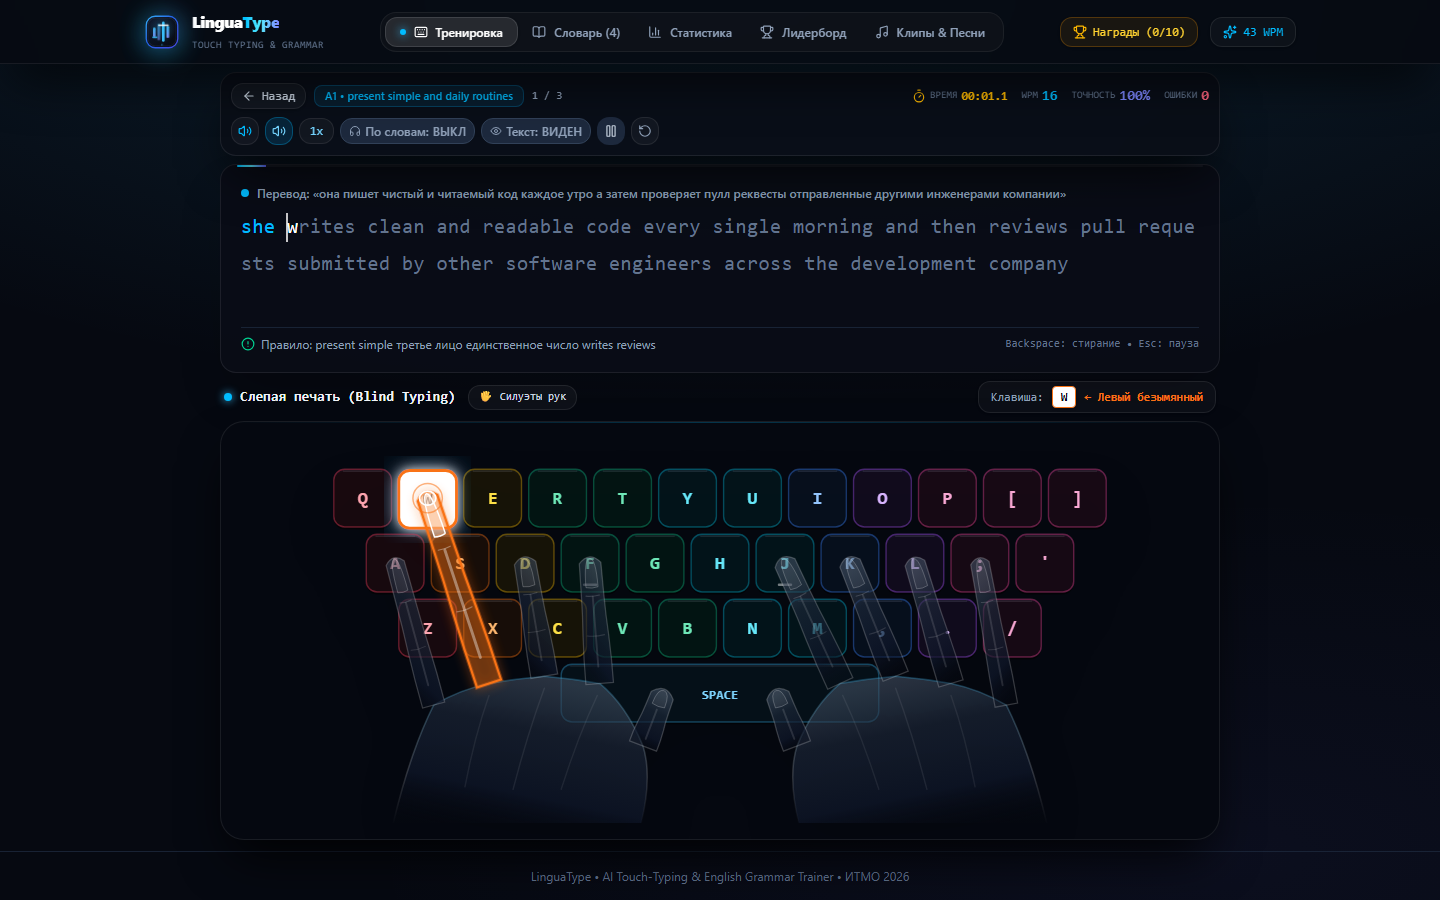 LinguaType
TOUCH TYPING & GRAMMAR
Тренировка
Словарь (4)
Статистика
Лидерборд
Клипы & Песни
Награды (0/10)
43 WPM
← Назад
A1 • present simple and daily routines
1 / 3
ВРЕМЯ 00:01.1
WPM 16
ТОЧНОСТЬ 100%
ОШИБКИ 0
1x
По словам: ВЫКЛ
Текст: ВИДЕН
Перевод: «она пишет чистый и читаемый код каждое утро а затем проверяет пулл реквесты отправленные другими инженерами компании»
she writes clean and readable code every single morning and then reviews pull reque
sts submitted by other software engineers across the development company
Правило: present simple третье лицо единственное число writes reviews
Backspace: стирание • Esc: пауза
Слепая печать (Blind Typing)
Силуэты рук
Клавиша: W ← Левый безымянный
Q W E R T Y U I O P [ ]
A S D F G H J K L ; '
Z X C V B N M , . /
SPACE
LinguaType • AI Touch-Typing & English Grammar Trainer • ИТМО 2026